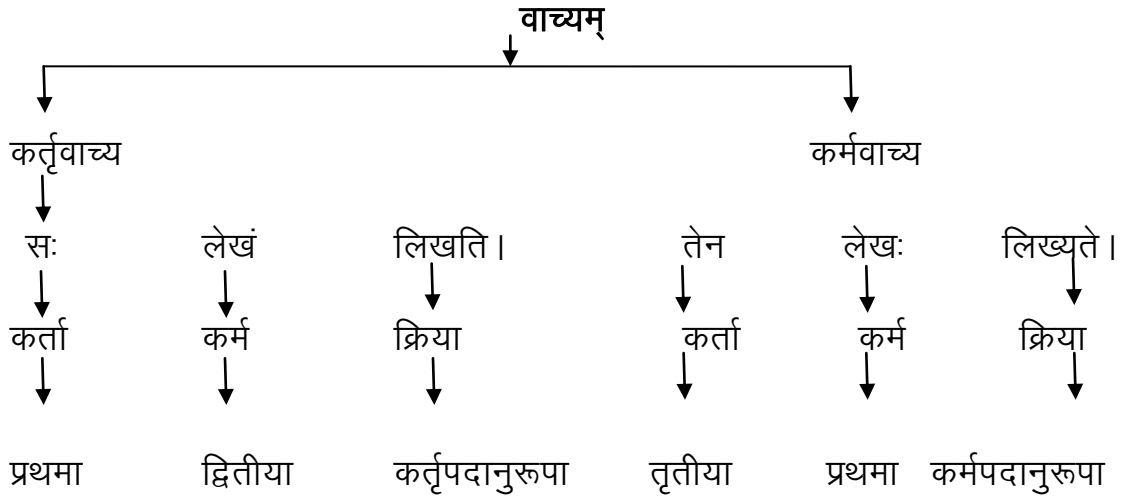 वाच्यम्
कर्तृवाच्य कर्मवाच्य
सः लेखं लिखति। तेन लेखः लिख्यते।
कर्ता कर्म क्रिया कर्ता कर्म क्रिया
प्रथमा द्वितीया कर्तृपदानुरूपा तृतीया प्रथमा कर्मपदानुरूपा